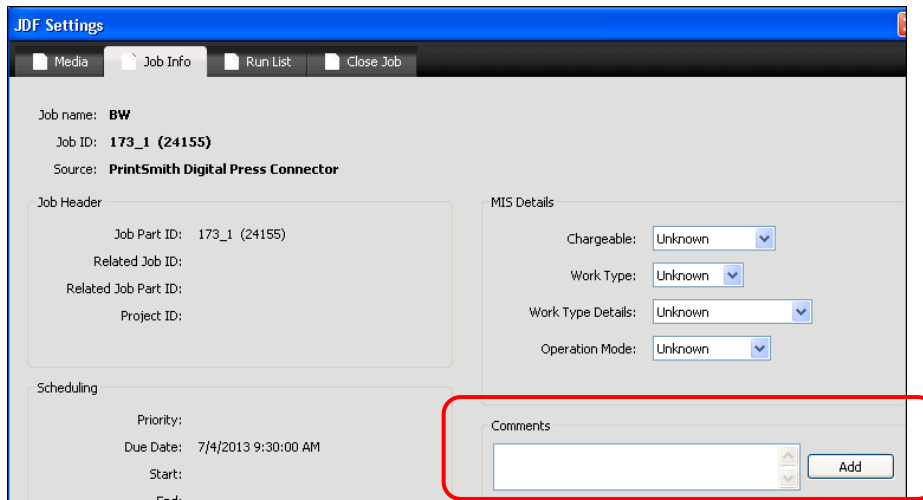 JDF Settings
Media Job Info Run List Close Job
Job name: BW
Job ID: 173_1 (24155)
Source: PrintSmith Digital Press Connector
Job Header
Job Part ID: 173_1 (24155)
Related Job ID:
Related Job Part ID:
Project ID:
MIS Details
Chargeable: Unknown
Work Type: Unknown
Work Type Details: Unknown
Operation Mode: Unknown
Scheduling
Priority:
Due Date: 7/4/2013 9:30:00 AM
Start:
End:
Comments
Add